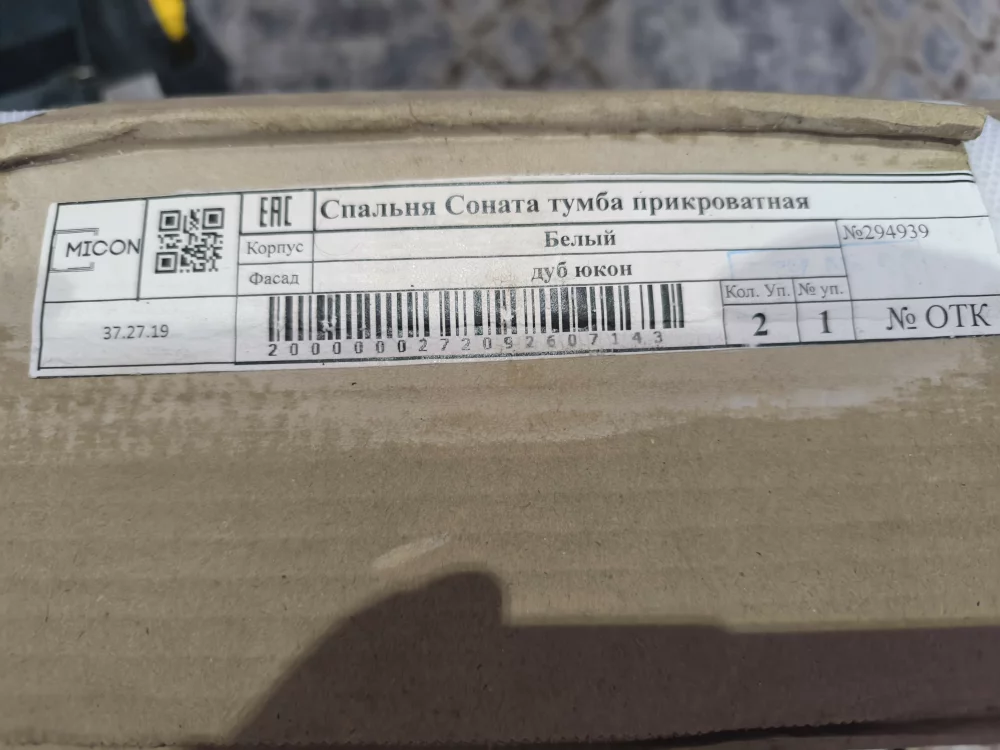 MICON
EAC
Спальня Соната тумба прикроватная
Корпус
Белый
№294939
Фасад
дуб юкон
Кол. Уп.
№ уп.
37.27.19
2000000272092607143
2
1
№ ОТК